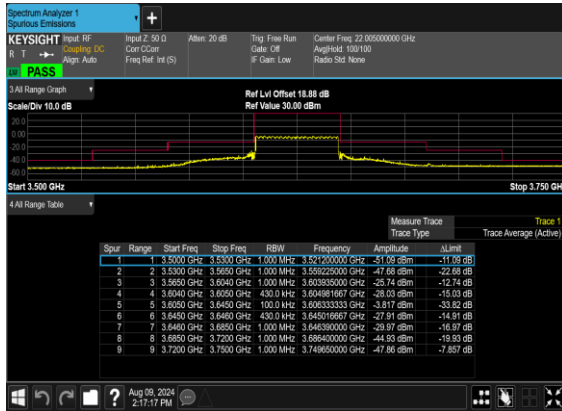 Spectrum Analyzer 1
Spurious Emissions
+
KEYSIGHT Input: RF Input Z: 50 Ω Atten: 20 dB Trig: Free Run Center Freq: 22.005000000 GHz
R T Coupling: DC Corr CCorr Gate: Off Avg|Hold: 100/100
Align: Auto Freq Ref: Int (S) IF Gain: Low Radio Std: None
PASS
3 All Range Graph
Ref Lvl Offset 18.88 dB
Scale/Div 10.0 dB Ref Value 30.00 dBm
20.0
10.0
0.00
-20.0
-40.0
-60.0
Start 3.500 GHz Stop 3.750 GH
4 All Range Table
Measure Trace Trace 1
Trace Type Trace Average (Active)
Spur Range Start Freq Stop Freq RBW Frequency Amplitude ΔLimit
1 1 3.5000 GHz 3.5300 GHz 1.000 MHz 3.521200000 GHz -51.09 dBm -11.09 dB
2 2 3.5300 GHz 3.5650 GHz 1.000 MHz 3.559225000 GHz -47.68 dBm -22.68 dB
3 3 3.5650 GHz 3.6040 GHz 1.000 MHz 3.603935000 GHz -25.74 dBm -12.74 dB
4 4 3.6040 GHz 3.6050 GHz 430.0 kHz 3.604981667 GHz -28.03 dBm -15.03 dB
5 5 3.6050 GHz 3.6450 GHz 100.0 kHz 3.606333333 GHz -3.817 dBm -33.82 dB
6 6 3.6450 GHz 3.6460 GHz 430.0 kHz 3.645016667 GHz -27.91 dBm -14.91 dB
7 7 3.6460 GHz 3.6850 GHz 1.000 MHz 3.646390000 GHz -29.97 dBm -16.97 dB
8 8 3.6850 GHz 3.7200 GHz 1.000 MHz 3.686400000 GHz -44.93 dBm -19.93 dB
9 9 3.7200 GHz 3.7500 GHz 1.000 MHz 3.749650000 GHz -47.86 dBm -7.857 dB
? Aug 09, 2024
2:17:17 PM